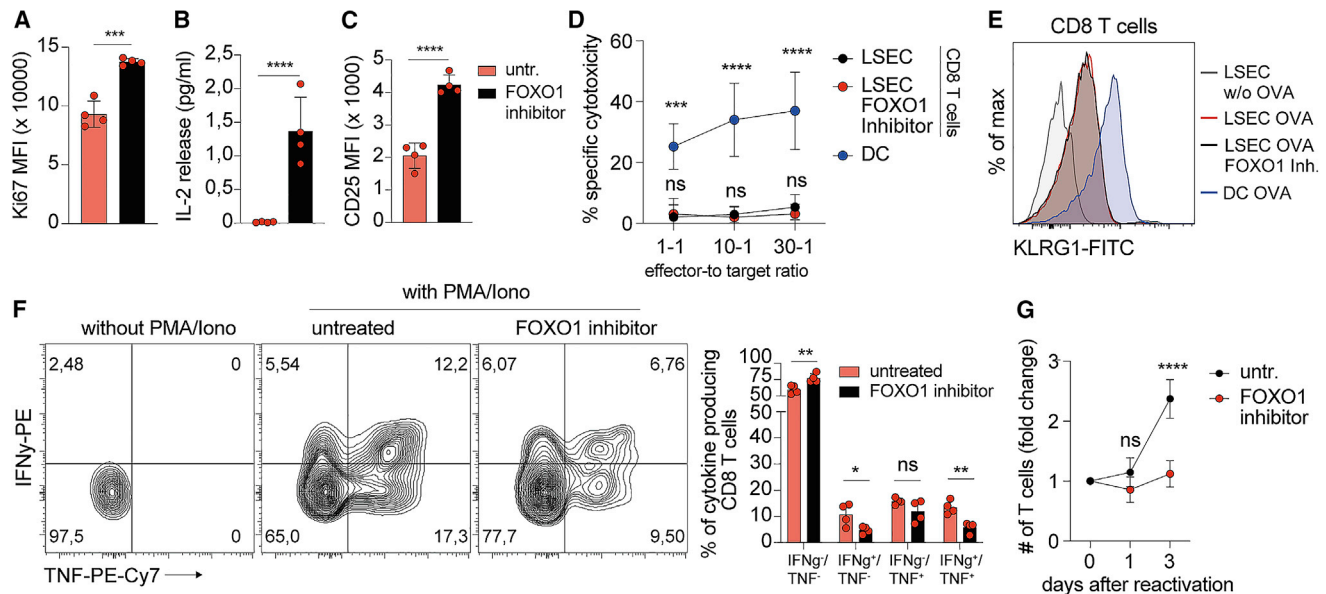 A
***
Ki67 MFI (x 10000)
15
10
5
0
B
****
IL-2 release (pg/ml)
2,5
2,0
1,5
1,0
0,5
0
C
****
CD25 MFI (x 1000)
5
4
3
2
1
0
untr.
FOXO1
inhibitor
D
% specific cytotoxicity
60
40
20
0
***
****
****
ns
ns
ns
1-1
10-1
30-1
effector-to target ratio
LSEC
LSEC
FOXO1
Inhibitor
DC
CD8 T cells
E
CD8 T cells
% of max
KLRG1-FITC
LSEC
w/o OVA
LSEC OVA
LSEC OVA
FOXO1 Inh.
DC OVA
F
with PMA/Iono
without PMA/Iono
untreated
FOXO1 inhibitor
2,48
0
5,54
12,2
6,07
6,76
IFNy-PE
97,5
0
65,0
17,3
77,7
9,50
TNF-PE-Cy7
% of cytokine producing
CD8 T cells
100
75
50
40
30
20
10
0
**
*
ns
**
untreated
FOXO1 inhibitor
IFNg-/
TNF-
IFNg+/
TNF-
IFNg-/
TNF+
IFNg+/
TNF+
G
# of T cells (fold change)
3
2
1
0
ns
****
0
1
3
days after reactivation
untr.
FOXO1
inhibitor